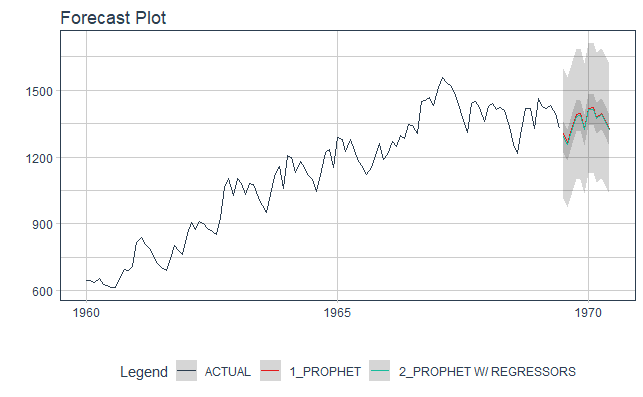 Forecast Plot
1500
1200
900
600
1960 1965 1970
Legend ACTUAL 1_PROPHET 2_PROPHET W/ REGRESSORS